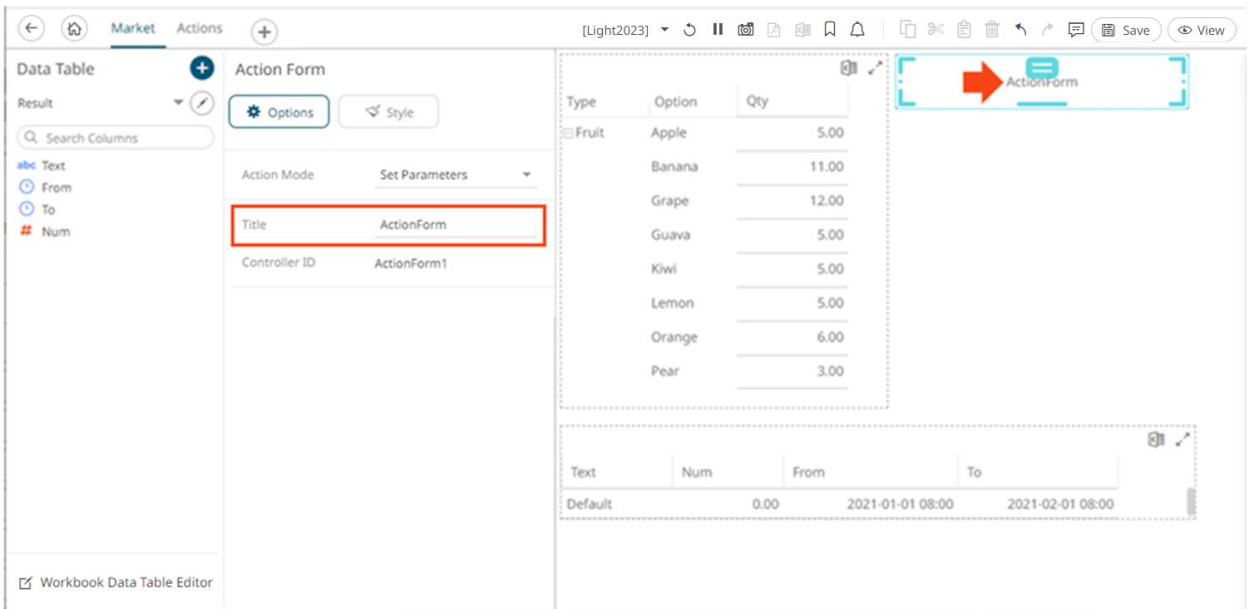 Market Actions [Light2023] Save View
Data Table
Result
Search Columns
abc Text
From
To
# Num
Workbook Data Table Editor
Action Form
Options Style
Action Mode Set Parameters
Title ActionForm
Controller ID ActionForm1
Type Option Qty
Fruit Apple 5.00
Banana 11.00
Grape 12.00
Guava 5.00
Kiwi 5.00
Lemon 5.00
Orange 6.00
Pear 3.00
ActionForm
Text Num From To
Default 0.00 2021-01-01 08:00 2021-02-01 08:00